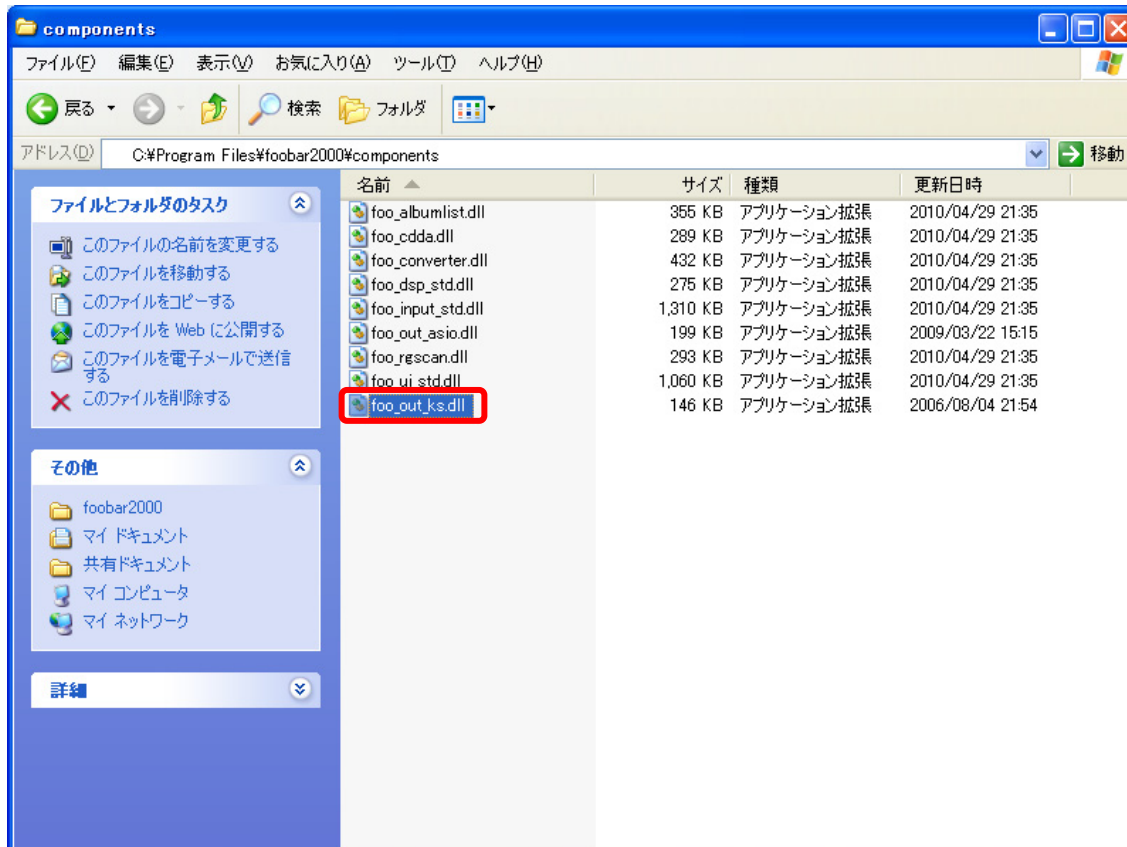 components
ファイル(F) 編集(E) 表示(V) お気に入り(A) ツール(T) ヘルプ(H)
戻る 検索 フォルダ
アドレス(D) C:¥Program Files¥foobar2000¥components 移動
名前 サイズ 種類 更新日時
foo_albumlist.dll 355 KB アプリケーション拡張 2010/04/29 21:35
foo_cdda.dll 289 KB アプリケーション拡張 2010/04/29 21:35
foo_converter.dll 432 KB アプリケーション拡張 2010/04/29 21:35
foo_dsp_std.dll 275 KB アプリケーション拡張 2010/04/29 21:35
foo_input_std.dll 1,310 KB アプリケーション拡張 2010/04/29 21:35
foo_out_asio.dll 199 KB アプリケーション拡張 2009/03/22 15:15
foo_rgscan.dll 293 KB アプリケーション拡張 2010/04/29 21:35
foo_ui_std.dll 1,060 KB アプリケーション拡張 2010/04/29 21:35
foo_out_ks.dll 146 KB アプリケーション拡張 2006/08/04 21:54
ファイルとフォルダのタスク
このファイルの名前を変更する
このファイルを移動する
このファイルをコピーする
このファイルを Web に公開する
このファイルを電子メールで送信
する
このファイルを削除する
その他
foobar2000
マイ ドキュメント
共有ドキュメント
マイ コンピュータ
マイ ネットワーク
詳細